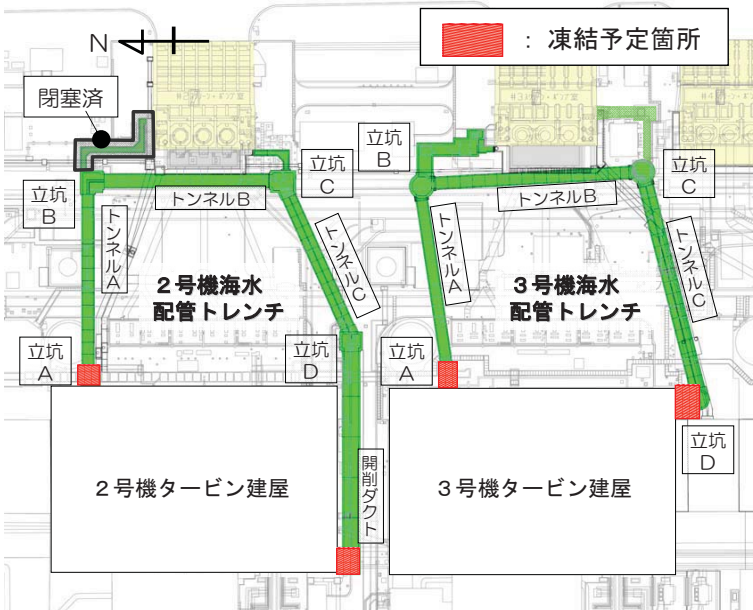 N
：凍結予定箇所
閉塞済
立坑
B
立坑
C
立坑
B
立坑
C
トンネルB
トンネルB
トンネルA
トンネルC
トンネルA
トンネルC
２号機海水
配管トレンチ
３号機海水
配管トレンチ
立坑
A
立坑
D
立坑
A
立坑
D
２号機タービン建屋
開削ダクト
３号機タービン建屋